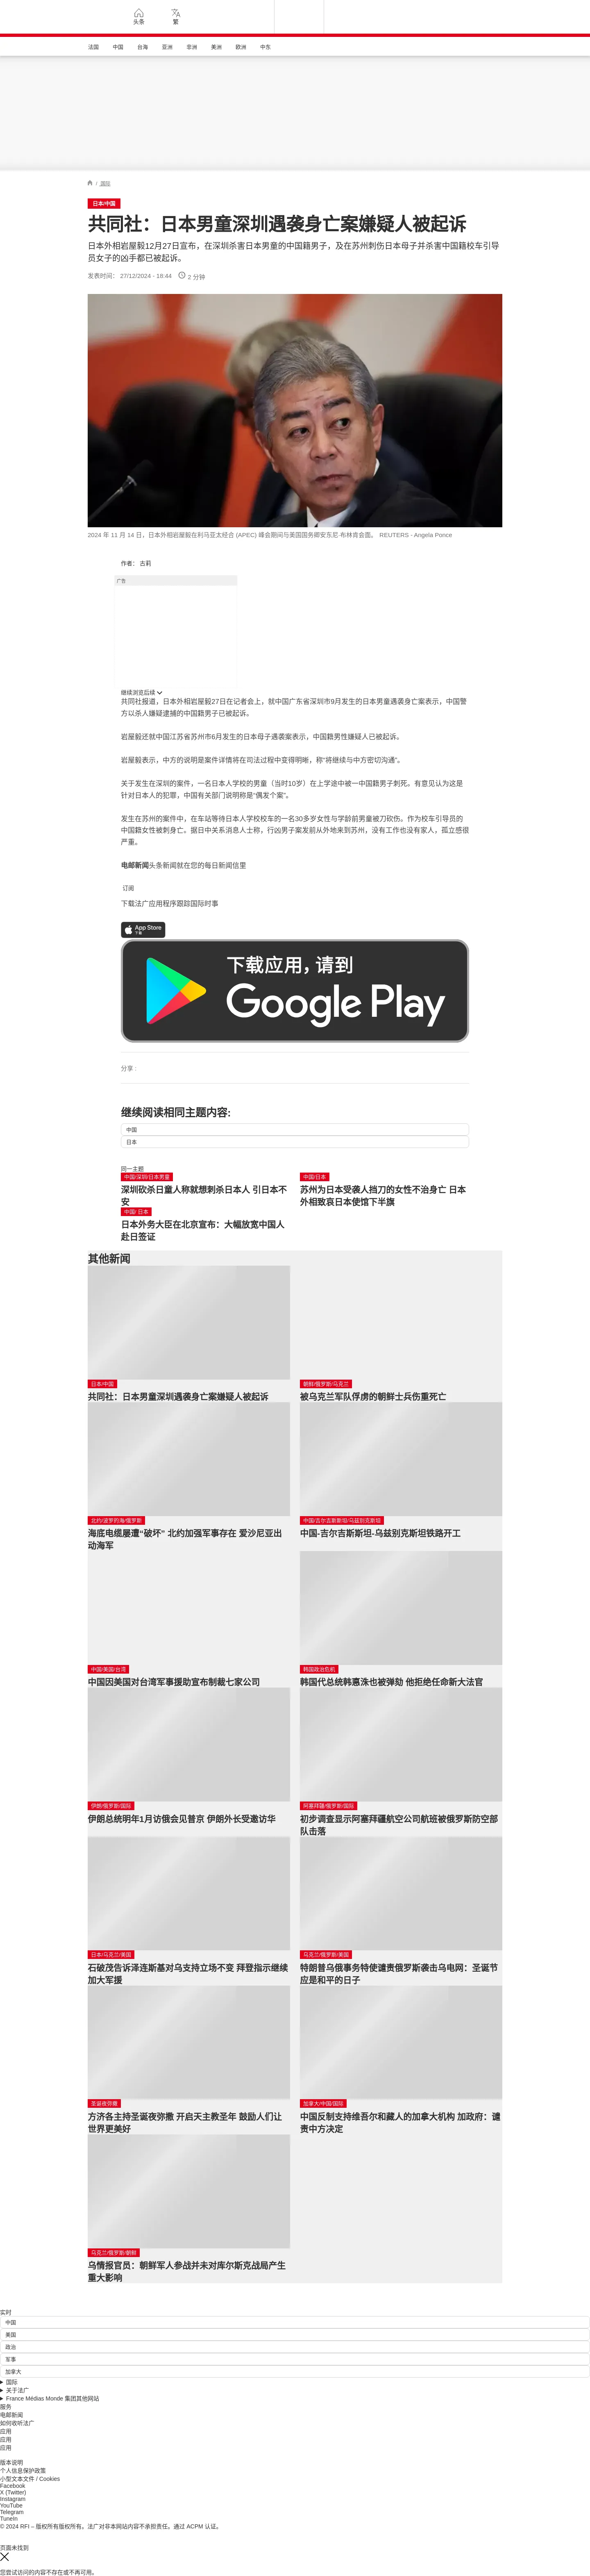 头条
繁
法国 中国 台海 亚洲 非洲 美洲 欧洲 中东
/ 国际
日本/中国
共同社：日本男童深圳遇袭身亡案嫌疑人被起诉
日本外相岩屋毅12月27日宣布，在深圳杀害日本男童的中国籍男子，及在苏州刺伤日本母子并杀害中国籍校车引导
员女子的凶手都已被起诉。
发表时间： 27/12/2024 - 18:44 2 分钟
2024 年 11 月 14 日，日本外相岩屋毅在利马亚太经合 (APEC) 峰会期间与美国国务卿安东尼·布林肯会面。 REUTERS - Angela Ponce
作者： 古莉
广告
继续浏览后续
共同社报道，日本外相岩屋毅27日在记者会上，就中国广东省深圳市9月发生的日本男童遇袭身亡案表示，中国警
方以杀人嫌疑逮捕的中国籍男子已被起诉。
岩屋毅还就中国江苏省苏州市6月发生的日本母子遇袭案表示，中国籍男性嫌疑人已被起诉。
岩屋毅表示，中方的说明是案件详情将在司法过程中变得明晰，称“将继续与中方密切沟通”。
关于发生在深圳的案件，一名日本人学校的男童（当时10岁）在上学途中被一中国籍男子刺死。有意见认为这是
针对日本人的犯罪，中国有关部门说明称是“偶发个案”。
发生在苏州的案件中，在车站等待日本人学校校车的一名30多岁女性与学龄前男童被刀砍伤。作为校车引导员的
中国籍女性被刺身亡。据日中关系消息人士称，行凶男子案发前从外地来到苏州，没有工作也没有家人，孤立感很
严重。
电邮新闻头条新闻就在您的每日新闻信里
订阅
下载法广应用程序跟踪国际时事
App Store
下载
下载应用，请到
Google Play
分享 :
继续阅读相同主题内容:
中国
日本
同一主题
中国/深圳/日本男童
深圳砍杀日童人称就想刺杀日本人 引日本不
安
中国/日本
苏州为日本受袭人挡刀的女性不治身亡 日本
外相致哀日本使馆下半旗
中国/ 日本
日本外务大臣在北京宣布：大幅放宽中国人
赴日签证
其他新闻
日本/中国
共同社：日本男童深圳遇袭身亡案嫌疑人被起诉
朝鲜/俄罗斯/乌克兰
被乌克兰军队俘虏的朝鲜士兵伤重死亡
北约/波罗的海/俄罗斯
海底电缆屡遭“破坏” 北约加强军事存在 爱沙尼亚出
动海军
中国/吉尔吉斯斯坦/乌兹别克斯坦
中国-吉尔吉斯斯坦-乌兹别克斯坦铁路开工
中国/美国/台湾
中国因美国对台湾军事援助宣布制裁七家公司
韩国政治危机
韩国代总统韩悳洙也被弹劾 他拒绝任命新大法官
伊朗/俄罗斯/国际
伊朗总统明年1月访俄会见普京 伊朗外长受邀访华
阿塞拜疆/俄罗斯/国际
初步调查显示阿塞拜疆航空公司航班被俄罗斯防空部
队击落
日本/乌克兰/美国
石破茂告诉泽连斯基对乌支持立场不变 拜登指示继续
加大军援
乌克兰/俄罗斯/美国
特朗普乌俄事务特使谴责俄罗斯袭击乌电网：圣诞节
应是和平的日子
圣诞夜弥撒
方济各主持圣诞夜弥撒 开启天主教圣年 鼓励人们让
世界更美好
加拿大/中国/国际
中国反制支持维吾尔和藏人的加拿大机构 加政府：谴
责中方决定
乌克兰/俄罗斯/朝鲜
乌情报官员：朝鲜军人参战并未对库尔斯克战局产生
重大影响
实时
中国
美国
政治
军事
加拿大
国际
关于法广
France Médias Monde 集团其他网站
服务
电邮新闻
如何收听法广
应用
应用
应用
版本说明
个人信息保护政策
小型文本文件 / Cookies
Facebook
X (Twitter)
Instagram
YouTube
Telegram
TuneIn
© 2024 RFI – 版权所有版权所有。法广对非本网站内容不承担责任。通过 ACPM 认证。
页面未找到
您尝试访问的内容不存在或不再可用。